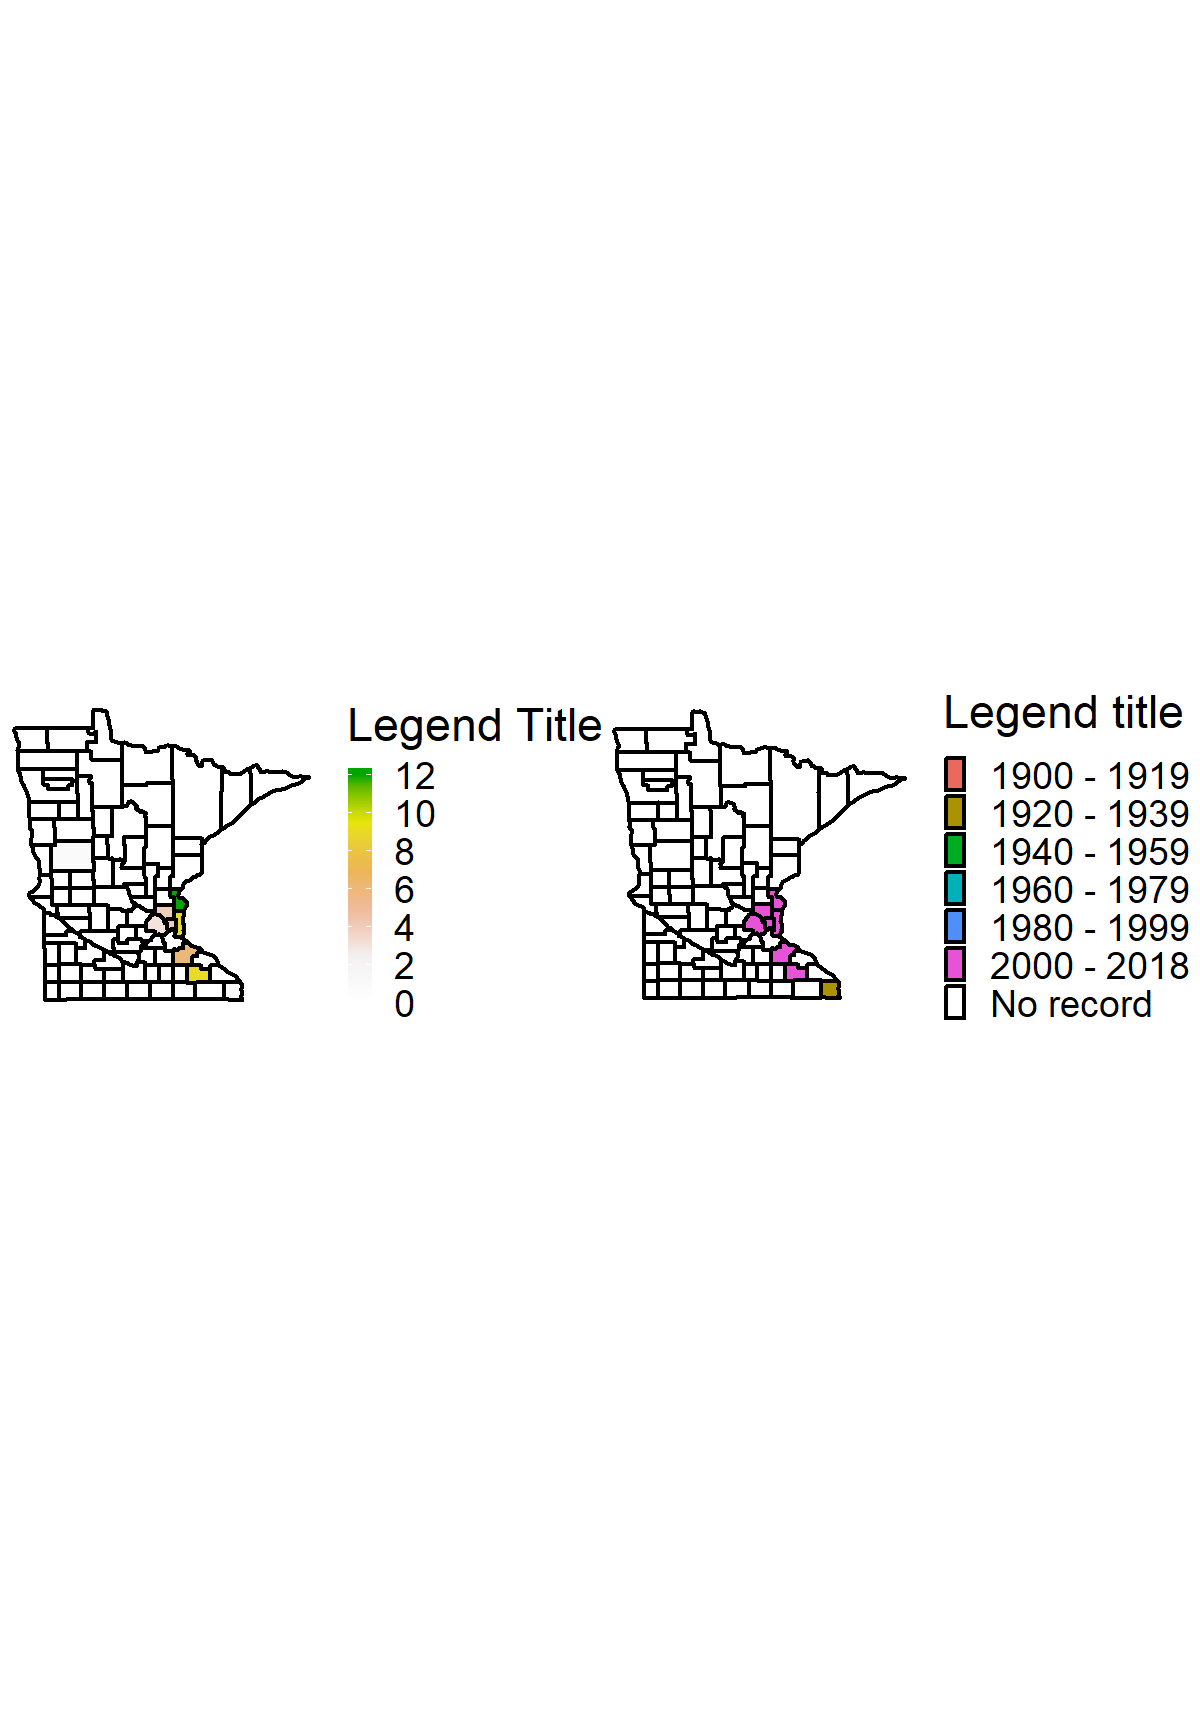 Legend Title
12
10
8
6
4
2
0
Legend title
1900 - 1919
1920 - 1939
1940 - 1959
1960 - 1979
1980 - 1999
2000 - 2018
No record